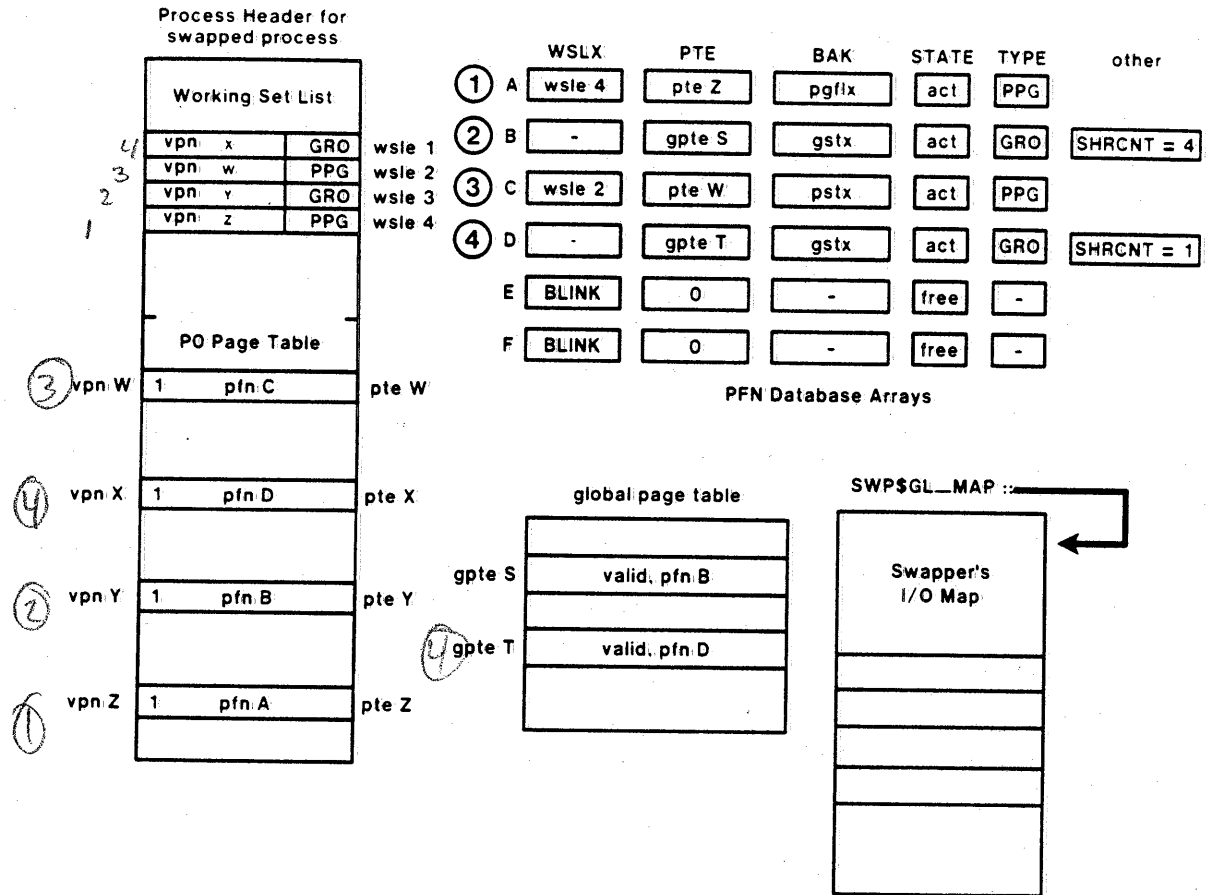 Process Header for
swapped process
Working Set List
4 vpn x GRO wsle 1
3 vpn w PPG wsle 2
2 vpn Y GRO wsle 3
1 vpn z PPG wsle 4
P0 Page Table
3 vpn W 1 pfn C pte W
4 vpn X 1 pfn D pte X
2 vpn Y 1 pfn B pte Y
1 vpn Z 1 pfn A pte Z
WSLX PTE BAK STATE TYPE other
1 A wsle 4 pte Z pgflx act PPG
2 B - gpte S gstx act GRO SHRCNT = 4
3 C wsle 2 pte W pstx act PPG
4 D - gpte T gstx act GRO SHRCNT = 1
E BLINK 0 - free -
F BLINK 0 - free -
PFN Database Arrays
global page table
gpte S valid, pfn B
4 gpte T valid, pfn D
SWP$GL_MAP ::
Swapper's
I/O Map